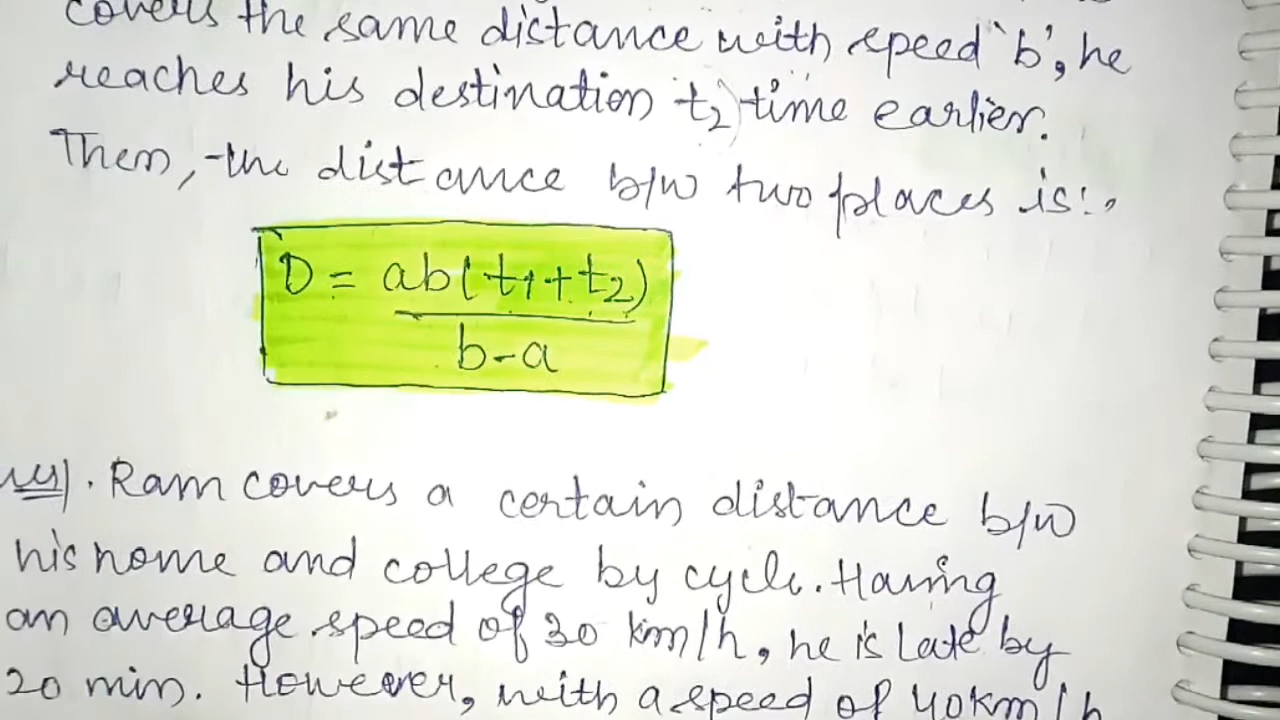 covers the same distance with speed 'b', he
reaches his destination t₂ time earlier.
Then, the distance b/w two places is:,
D = ab(t₁+t₂)
b-a
Ram covers a certain distance b/w
his home and college by cycle. Having
an average speed of 30 km/h, he is late by
20 min. However, with a speed of 40km/h